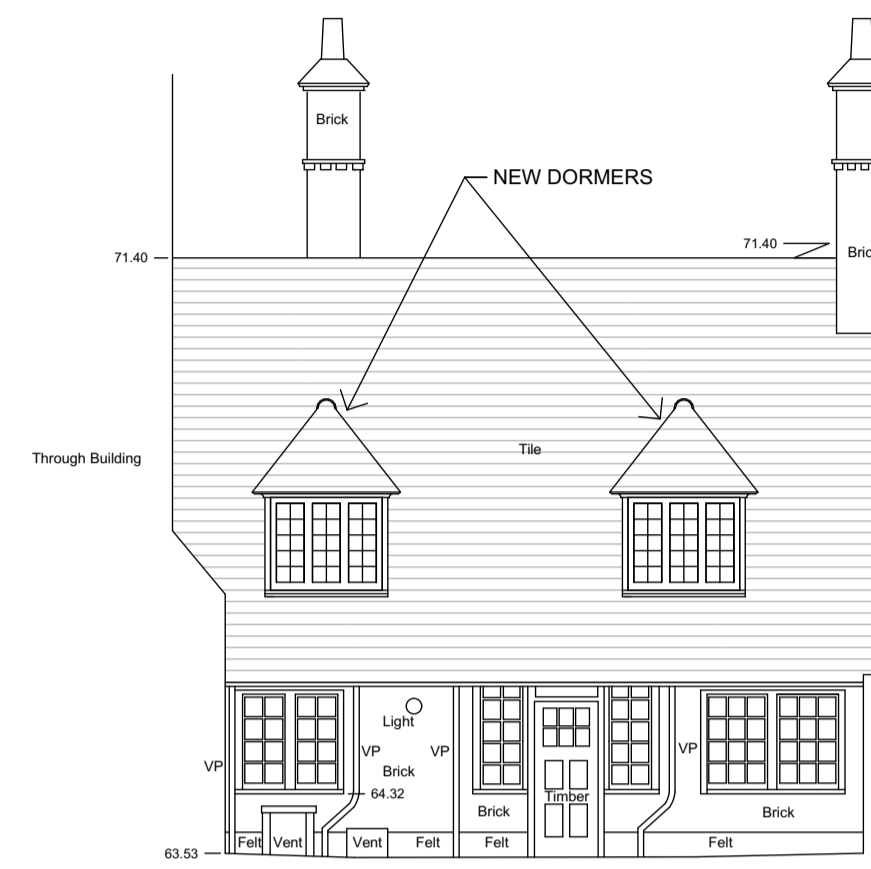 Brick
NEW DORMERS
71.40
71.40
Through Building
Tile
Light
VP
VP
VP
VP
Brick
64.32
Timber
Brick
Brick
Felt
Vent
Vent
Felt
Felt
Felt
63.53